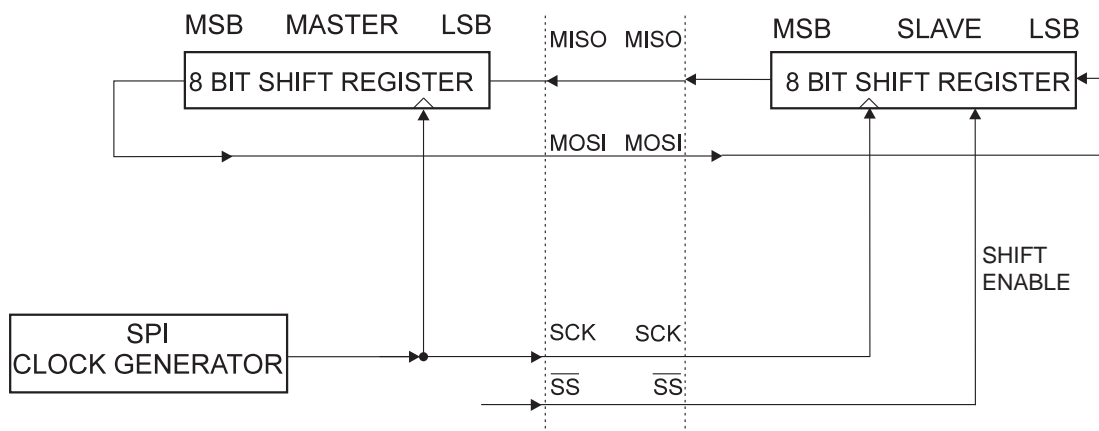 MSB MASTER LSB
8 BIT SHIFT REGISTER
MISO MISO
MSB SLAVE LSB
8 BIT SHIFT REGISTER
MOSI MOSI
SHIFT
ENABLE
SPI
CLOCK GENERATOR
SCK SCK
SS SS